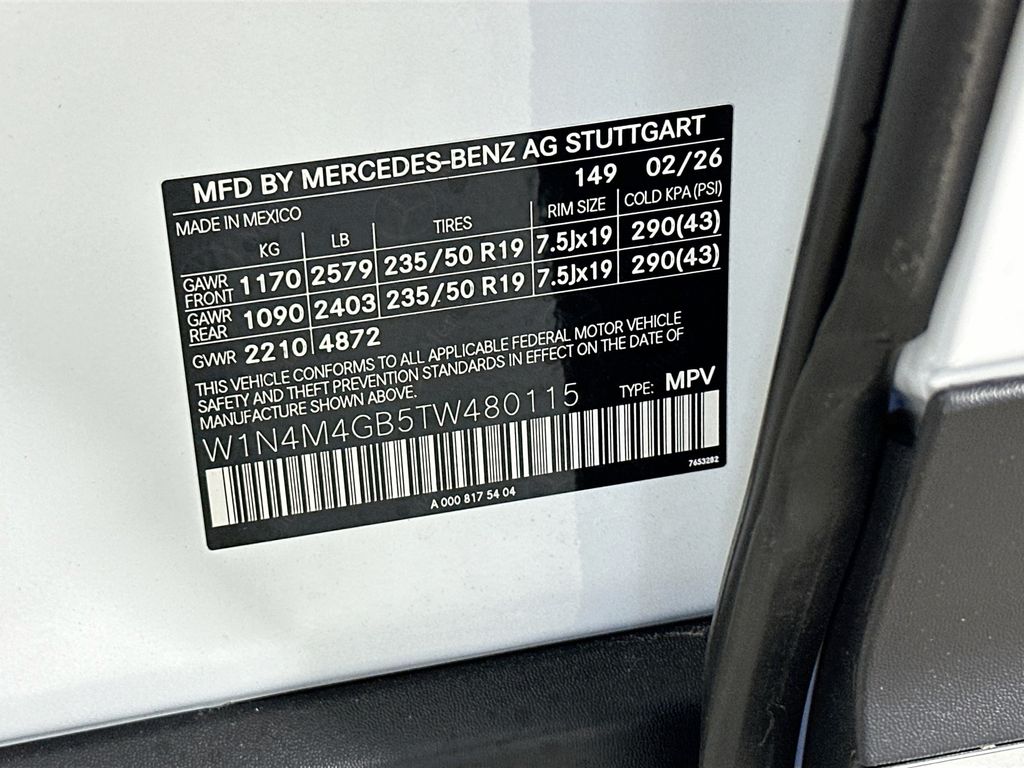 MFD BY MERCEDES-BENZ AG STUTTGART
149 02/26
MADE IN MEXICO
KG LB TIRES RIM SIZE COLD KPA (PSI)
GAWR FRONT 1170 2579 235/50 R19 7.5Jx19 290(43)
GAWR REAR 1090 2403 235/50 R19 7.5Jx19 290(43)
GVWR 2210 4872
THIS VEHICLE CONFORMS TO ALL APPLICABLE FEDERAL MOTOR VEHICLE
SAFETY AND THEFT PREVENTION STANDARDS IN EFFECT ON THE DATE OF
MANUFACTURE SHOWN ABOVE.
TYPE: MPV
W1N4M4GB5TW480115
A 000 817 54 04
7653282